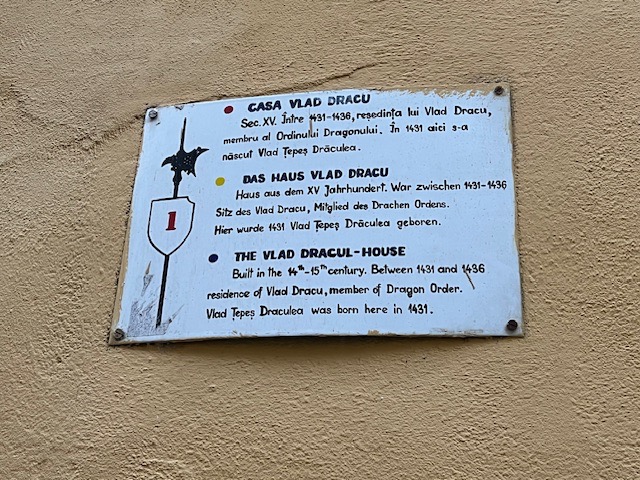 1
CASA VLAD DRACU
Sec. XV. Între 1431-1436, reședința lui Vlad Dracu,
membru al Ordinului Dragonului. În 1431 aici s-a
născut Vlad Țepeș Drăculea.
DAS HAUS VLAD DRACU
Haus aus dem XV Jahrhundert. War zwischen 1431-1436
Sitz des Vlad Dracu, Mitglied des Drachen Ordens.
Hier wurde 1431 Vlad Țepeș Drăculea geboren.
THE VLAD DRACUL-HOUSE
Built in the 14th-15th century. Between 1431 and 1436
residence of Vlad Dracu, member of Dragon Order.
Vlad Țepeș Draculea was born here in 1431.